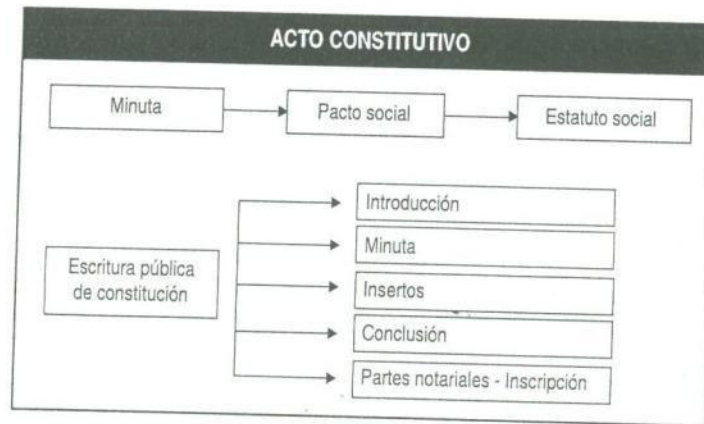 ACTO CONSTITUTIVO
Minuta
Pacto social
Estatuto social
Escritura pública
de constitución
Introducción
Minuta
Insertos
Conclusión
Partes notariales - Inscripción